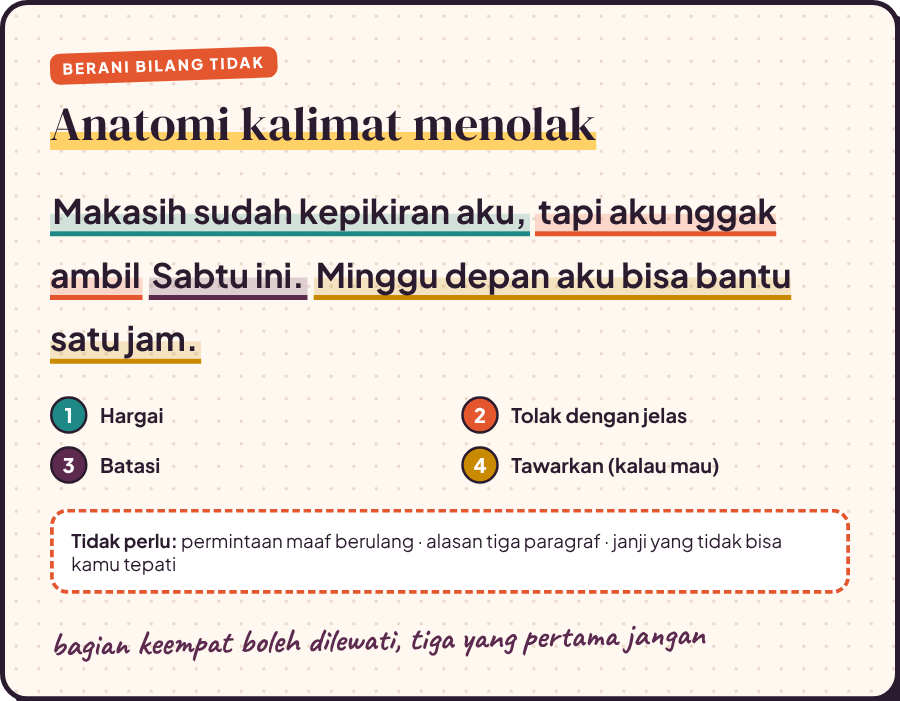 BERANI BILANG TIDAK
Anatomi kalimat menolak
Makasih sudah kepikiran aku, tapi aku nggak
ambil Sabtu ini. Minggu depan aku bisa bantu
satu jam.
1 Hargai
2 Tolak dengan jelas
3 Batasi
4 Tawarkan (kalau mau)
Tidak perlu: permintaan maaf berulang · alasan tiga paragraf · janji yang tidak bisa
kamu tepati
bagian keempat boleh dilewati, tiga yang pertama jangan